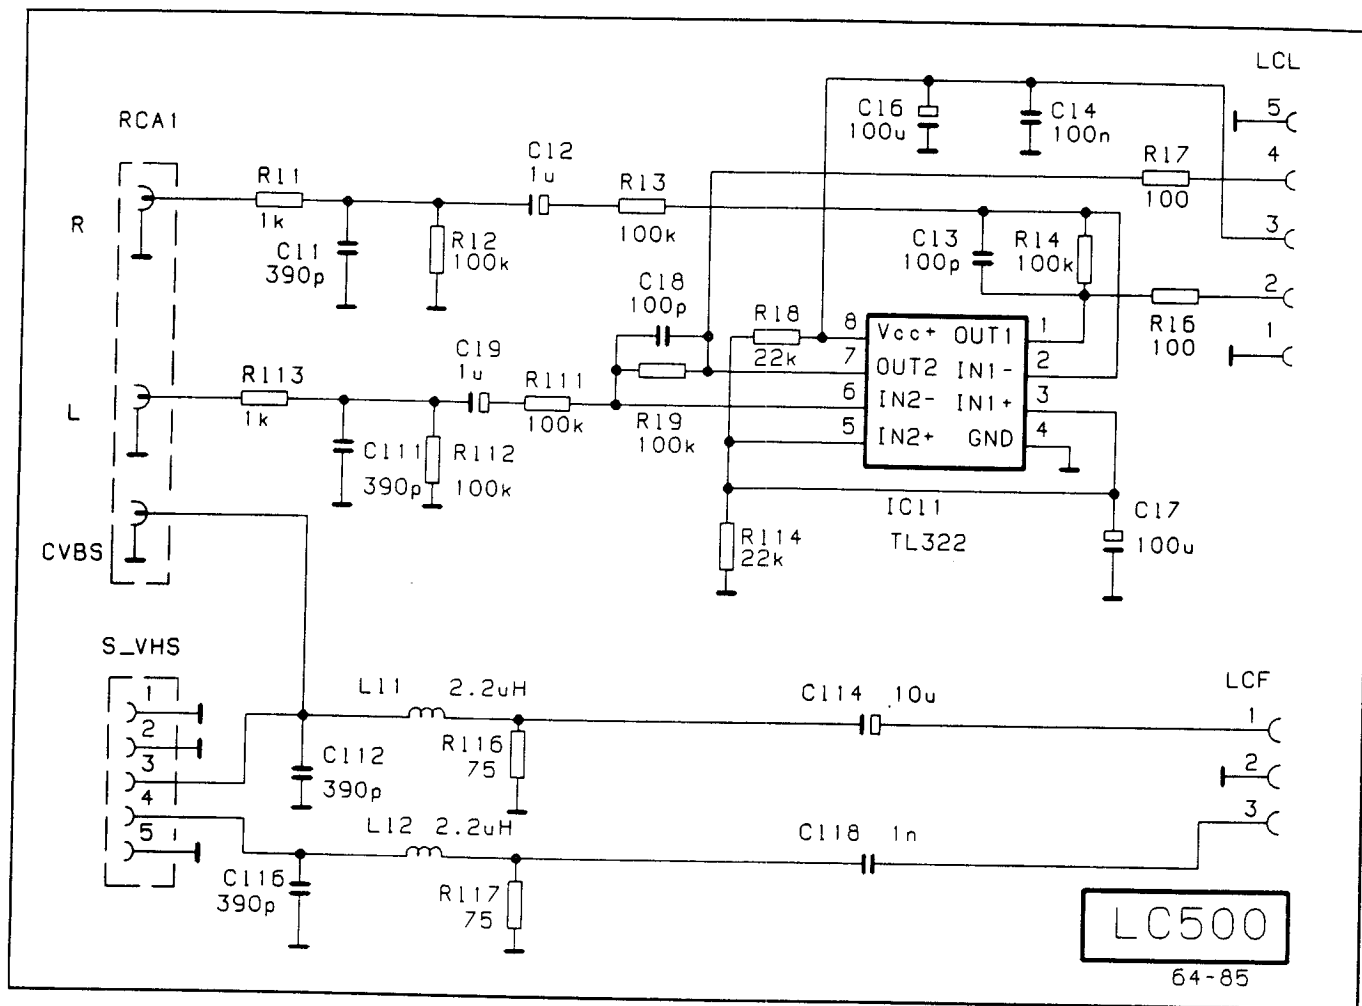 LCL
RCA1
C16
100u
C14
100n
5
4
3
2
1
R17
100
C12
1u
R11
1k
R13
100k
R
C11
390p
R12
100k
C13
100p
R14
100k
C18
100p
R18
22k
R16
100
8
7
6
5
Vcc+ OUT1
OUT2 IN1-
IN2- IN1+
IN2+ GND
1
2
3
4
C19
1u
R113
1k
R111
100k
R19
100k
L
C111
390p
R112
100k
IC11
TL322
C17
100u
R114
22k
CVBS
S_VHS
1
2
3
4
5
L11 2.2uH
C114 10u
LCF
1
2
3
R116
75
C112
390p
L12 2.2uH
C118 1n
C116
390p
R117
75
LC500
64-85